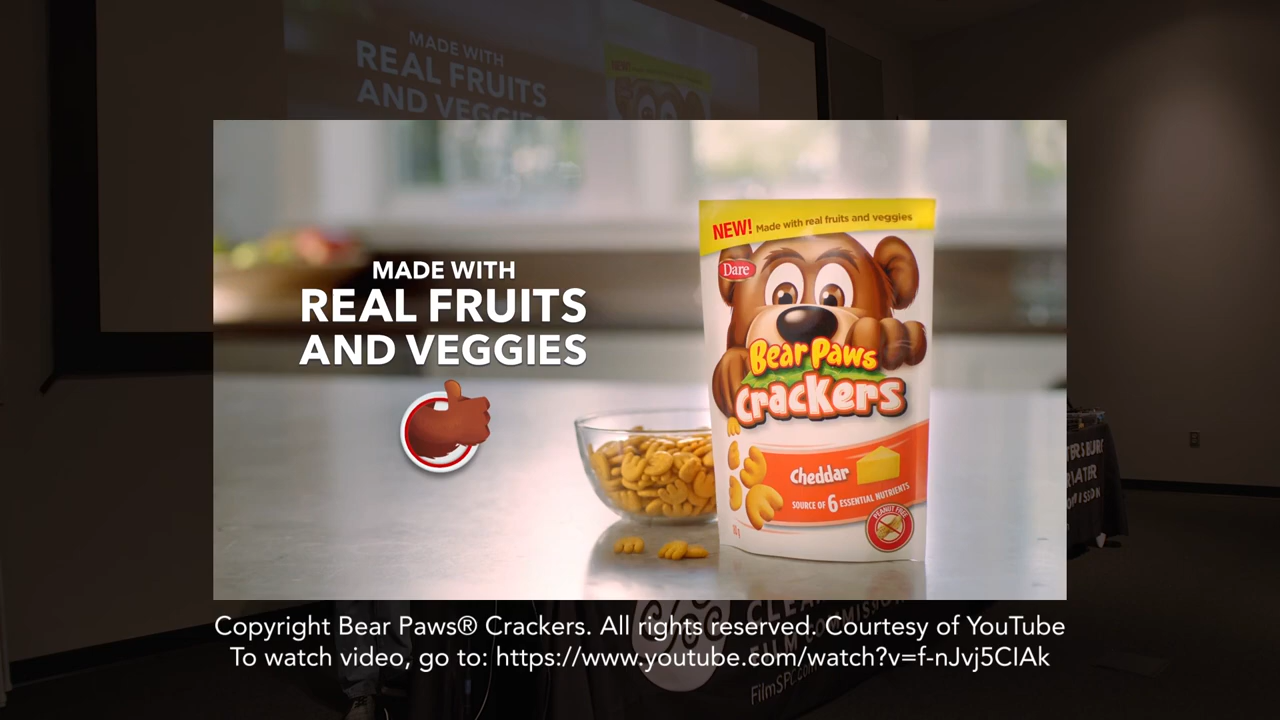 MADE WITH
REAL FRUITS
AND VEGGIES
MADE WITH
REAL FRUITS
AND VEGGIES
NEW! Made with real fruits and veggies
Dare
Bear Paws
Crackers
Cheddar
SOURCE OF 6 ESSENTIAL NUTRIENTS
PEANUT FREE
FILM COMMISSION
Copyright Bear Paws® Crackers. All rights reserved. Courtesy of YouTube
To watch video, go to: https://www.youtube.com/watch?v=f-nJvj5CIAk